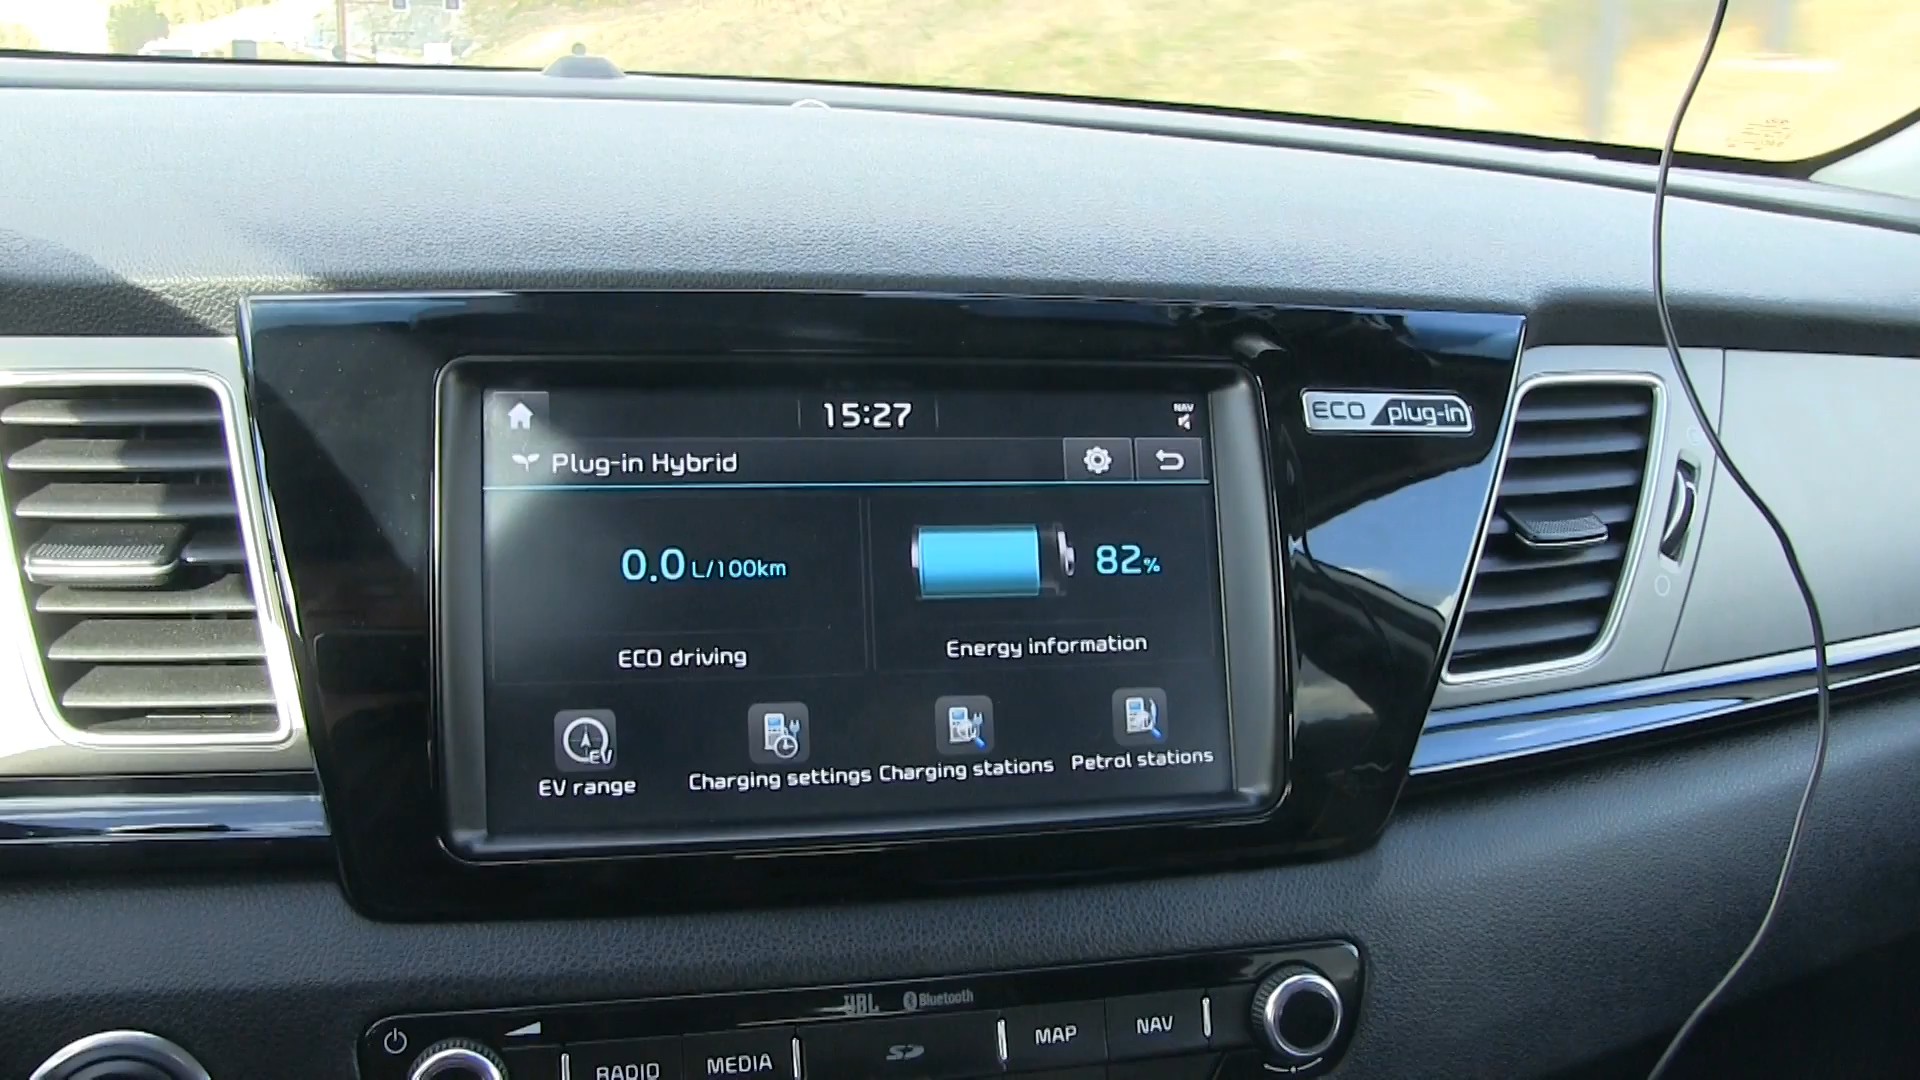 15:27
NAV
Plug-in Hybrid
ECO plug-in
0.0 L/100km
82%
ECO driving
Energy information
EV
EV range
Charging settings
Charging stations
Petrol stations
JBL
Bluetooth
RADIO
MEDIA
SD
MAP
NAV